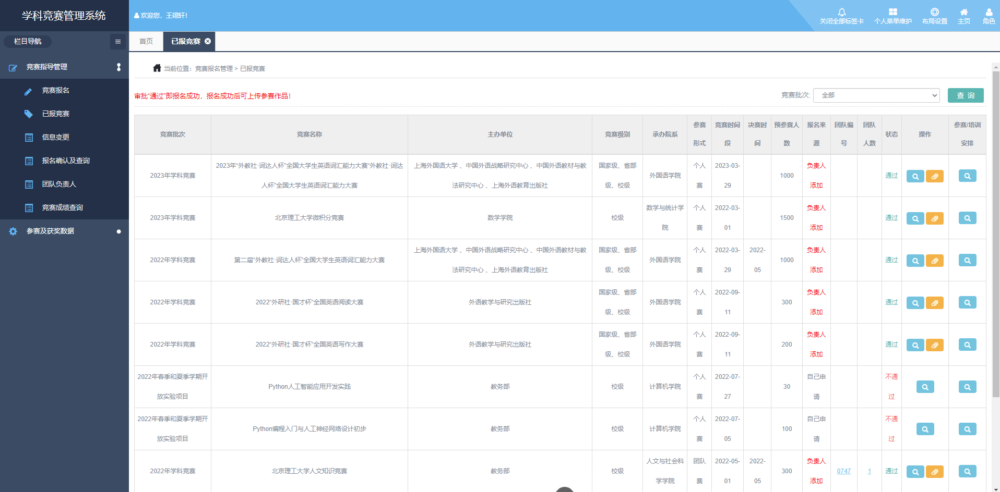 学科竞赛管理系统
欢迎您，王翊轩！
关闭全部标签卡
个人菜单维护
布局设置
主页
角色
栏目导航
首页
已报竞赛
竞赛指导管理
竞赛报名
已报竞赛
信息变更
报名确认及查询
团队负责人
竞赛成绩查询
参赛及获奖数据
当前位置：竞赛报名管理 > 已报竞赛
审批“通过”即报名成功，报名成功后可上传参赛作品！
竞赛批次:
全部
查 询
竞赛批次
竞赛名称
主办单位
竞赛级别
承办院系
参赛
形式
竞赛时间
段
决赛时
间
预参赛人
数
报名来
源
团队编
号
团队
人数
状态
操作
参赛/培训
安排
2023年学科竞赛
2023年“外教社·词达人杯”全国大学生英语词汇能力大赛“外教社·词达
人杯”全国大学生英语词汇能力大赛
上海外国语大学 、中国外语战略研究中心 、中国外语教材与教
法研究中心 、上海外语教育出版社
国家级、省部
级、校级
外国语学院
个人
赛
2023-03-
29
1000
负责人
添加
通过
2023年学科竞赛
北京理工大学微积分竞赛
数学学院
校级
数学与统计学
院
个人
赛
2022-03-
01
1500
负责人
添加
通过
2022年学科竞赛
第二届“外教社·词达人杯”全国大学生英语词汇能力大赛
上海外国语大学 、中国外语战略研究中心 、中国外语教材与教
法研究中心 、上海外语教育出版社
国家级、省部
级、校级
外国语学院
个人
赛
2022-03-
29
2022-
05
1000
负责人
添加
通过
2022年学科竞赛
2022“外研社·国才杯”全国英语阅读大赛
外语教学与研究出版社
国家级、省部
级、校级
外国语学院
个人
赛
2022-09-
11
300
负责人
添加
通过
2022年学科竞赛
2022“外研社·国才杯”全国英语写作大赛
外语教学与研究出版社
国家级、省部
级、校级
外国语学院
个人
赛
2022-09-
11
200
负责人
添加
通过
2022年春季和夏季学期开
放实验项目
Python人工智能应用开发实践
教务部
校级
计算机学院
个人
赛
2022-07-
27
30
自己申
请
不通
过
2022年春季和夏季学期开
放实验项目
Python编程入门与人工神经网络设计初步
教务部
校级
计算机学院
个人
赛
2022-07-
05
100
自己申
请
不通
过
2022年学科竞赛
北京理工大学人文知识竞赛
教务部
校级
人文与社会科
学学院
团队
赛
2022-05-
01
2022-
05
300
负责人
添加
0747
1
通过